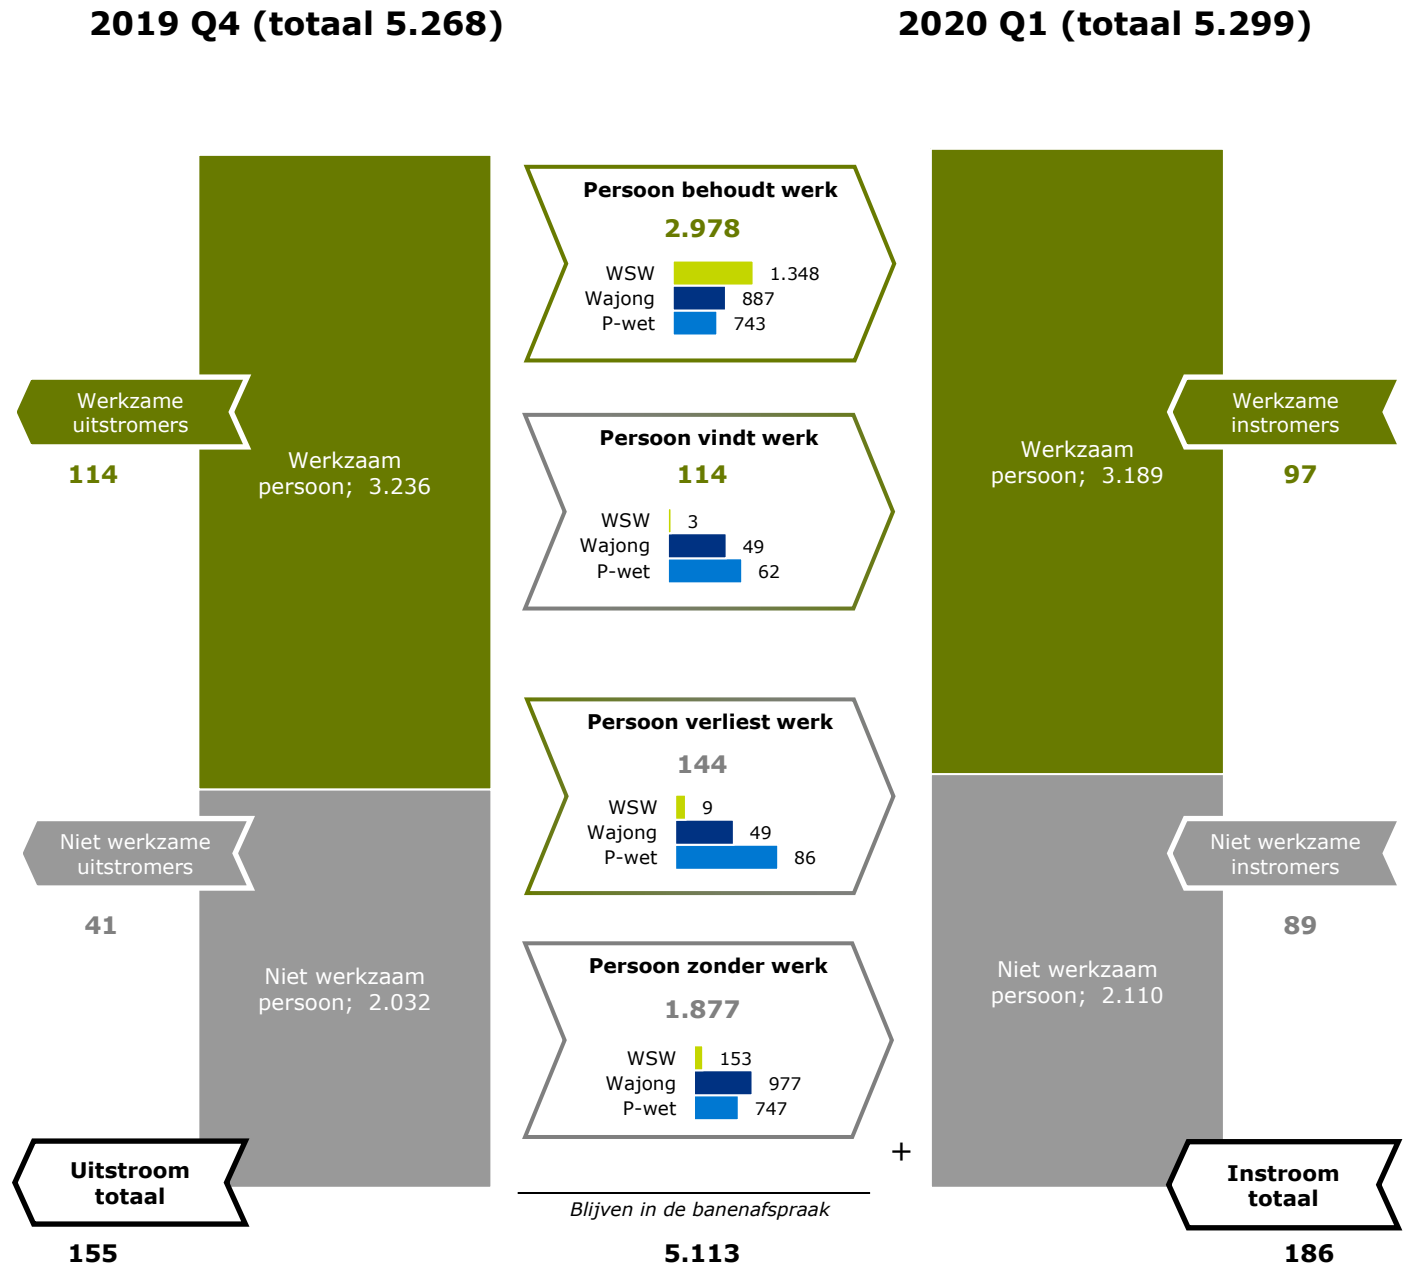 2019 Q4 (totaal 5.268)
2020 Q1 (totaal 5.299)
Werkzame
uitstromers
114
Werkzaam
persoon; 3.236
Niet werkzame
uitstromers
41
Niet werkzaam
persoon; 2.032
Uitstroom
totaal
155
Persoon behoudt werk
2.978
WSW 1.348
Wajong 887
P-wet 743
Persoon vindt werk
114
WSW 3
Wajong 49
P-wet 62
Persoon verliest werk
144
WSW 9
Wajong 49
P-wet 86
Persoon zonder werk
1.877
WSW 153
Wajong 977
P-wet 747
+
Blijven in de banenafspraak
5.113
Werkzaam
persoon; 3.189
Werkzame
instromers
97
Niet werkzaam
persoon; 2.110
Niet werkzame
instromers
89
Instroom
totaal
186